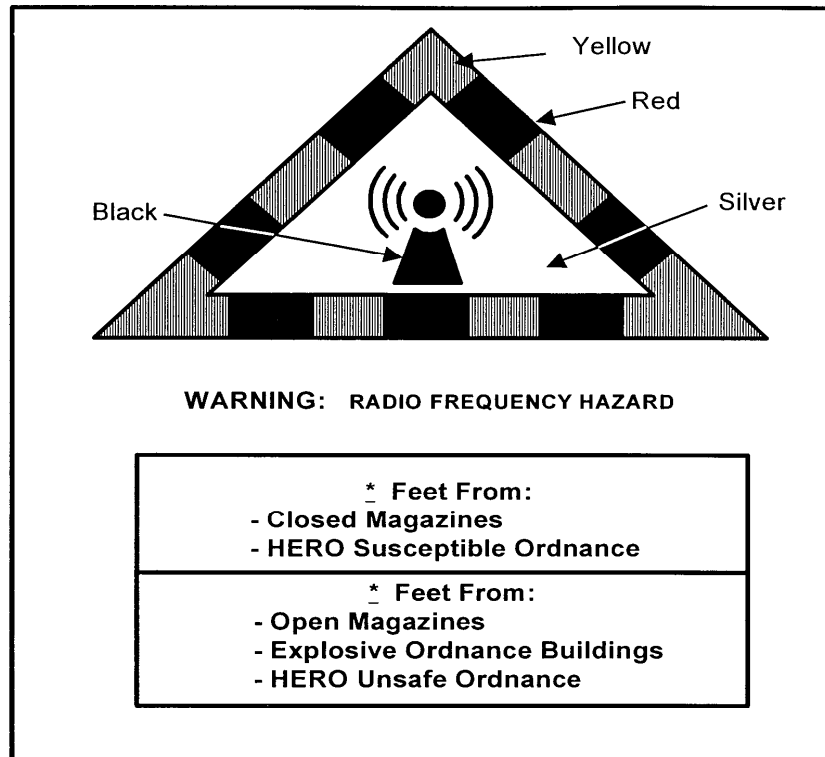 Yellow
Red
Black
Silver
WARNING: RADIO FREQUENCY HAZARD
* Feet From:
- Closed Magazines
- HERO Susceptible Ordnance
* Feet From:
- Open Magazines
- Explosive Ordnance Buildings
- HERO Unsafe Ordnance